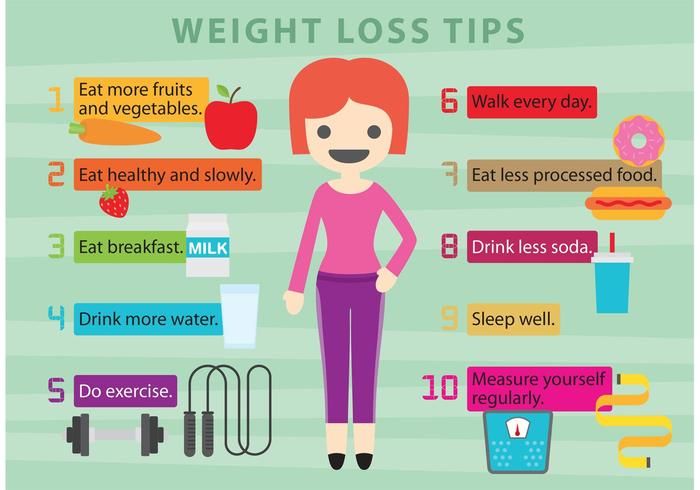 WEIGHT LOSS TIPS
1 Eat more fruits
and vegetables.
2 Eat healthy and slowly.
3 Eat breakfast.
MILK
4 Drink more water.
5 Do exercise.
6 Walk every day.
7 Eat less processed food.
8 Drink less soda.
9 Sleep well.
10 Measure yourself
regularly.